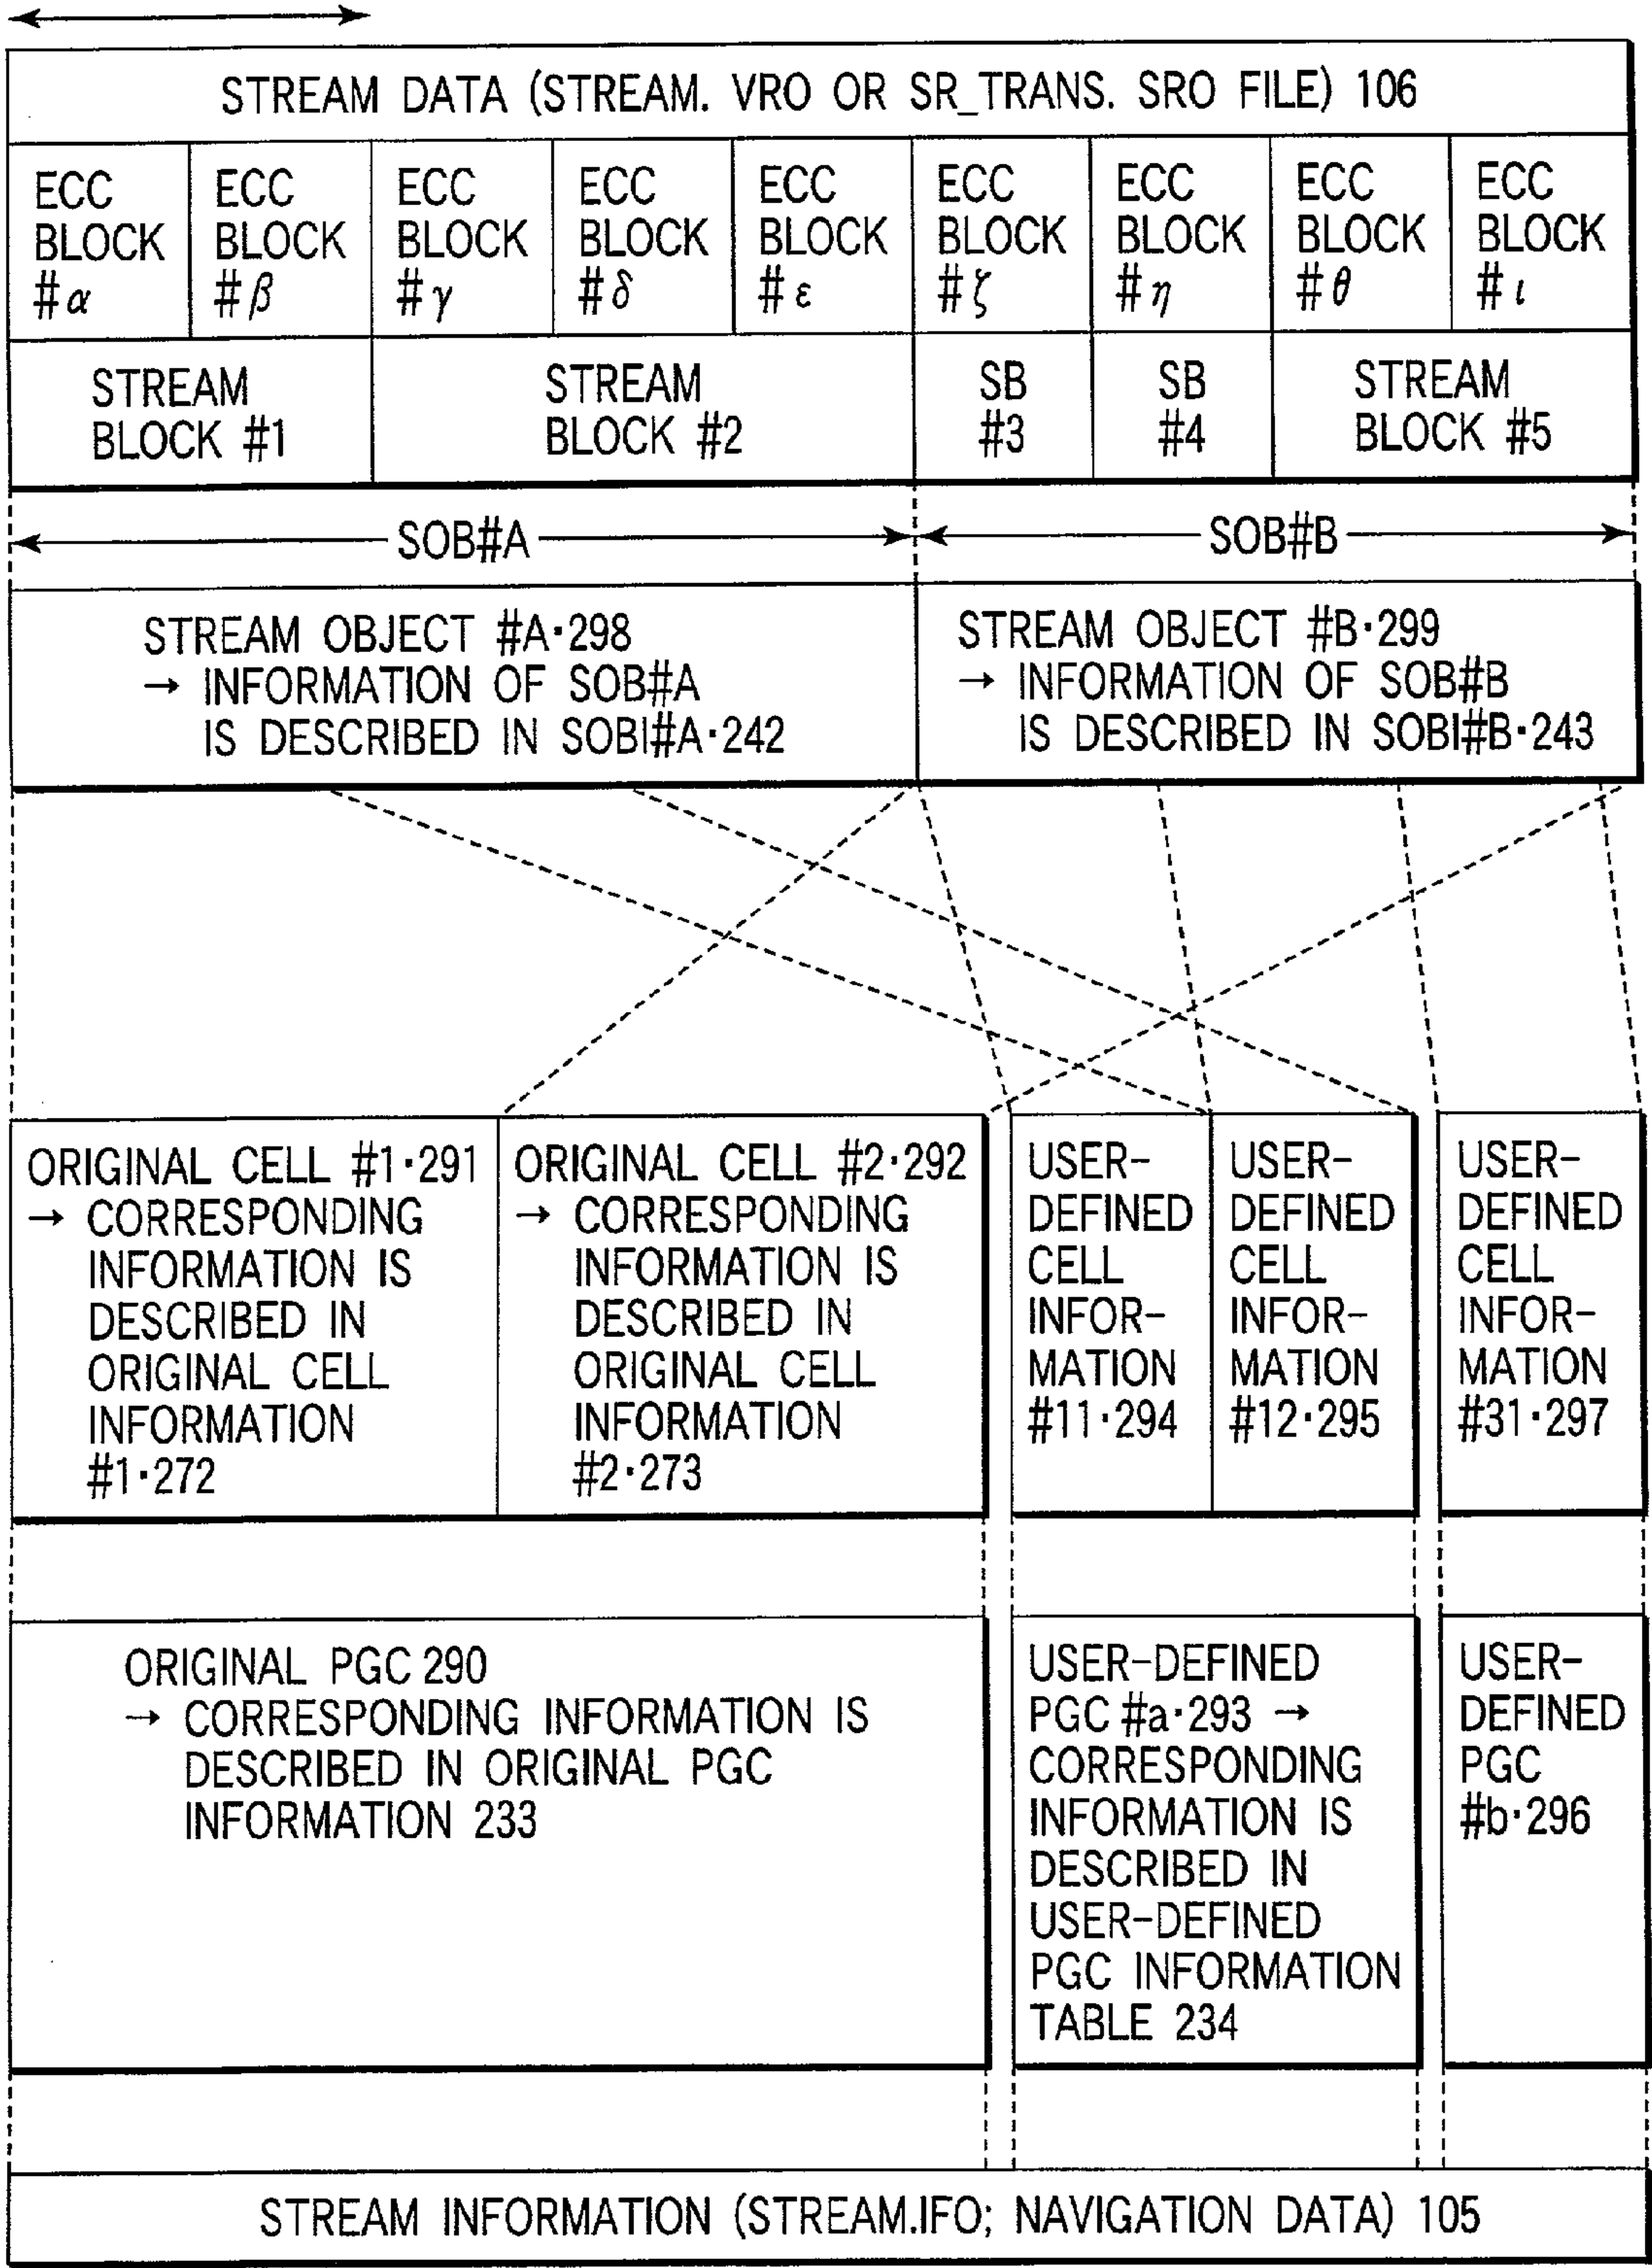 STREAM DATA (STREAM. VRO OR SR_TRANS. SRO FILE) 106
ECC
BLOCK
#α
ECC
BLOCK
#β
ECC
BLOCK
#γ
ECC
BLOCK
#δ
ECC
BLOCK
#ε
ECC
BLOCK
#ζ
ECC
BLOCK
#η
ECC
BLOCK
#θ
ECC
BLOCK
#ι
STREAM
BLOCK #1
STREAM
BLOCK #2
SB
#3
SB
#4
STREAM
BLOCK #5
SOB#A
SOB#B
STREAM OBJECT #A·298
→ INFORMATION OF SOB#A
IS DESCRIBED IN SOBI#A·242
STREAM OBJECT #B·299
→ INFORMATION OF SOB#B
IS DESCRIBED IN SOBI#B·243
ORIGINAL CELL #1·291
→ CORRESPONDING
INFORMATION IS
DESCRIBED IN
ORIGINAL CELL
INFORMATION
#1·272
ORIGINAL CELL #2·292
→ CORRESPONDING
INFORMATION IS
DESCRIBED IN
ORIGINAL CELL
INFORMATION
#2·273
USER-
DEFINED
CELL
INFOR-
MATION
#11·294
USER-
DEFINED
CELL
INFOR-
MATION
#12·295
USER-
DEFINED
CELL
INFOR-
MATION
#31·297
ORIGINAL PGC 290
→ CORRESPONDING INFORMATION IS
DESCRIBED IN ORIGINAL PGC
INFORMATION 233
USER-DEFINED
PGC #a·293 →
CORRESPONDING
INFORMATION IS
DESCRIBED IN
USER-DEFINED
PGC INFORMATION
TABLE 234
USER-
DEFINED
PGC
#b·296
STREAM INFORMATION (STREAM.IFO; NAVIGATION DATA) 105